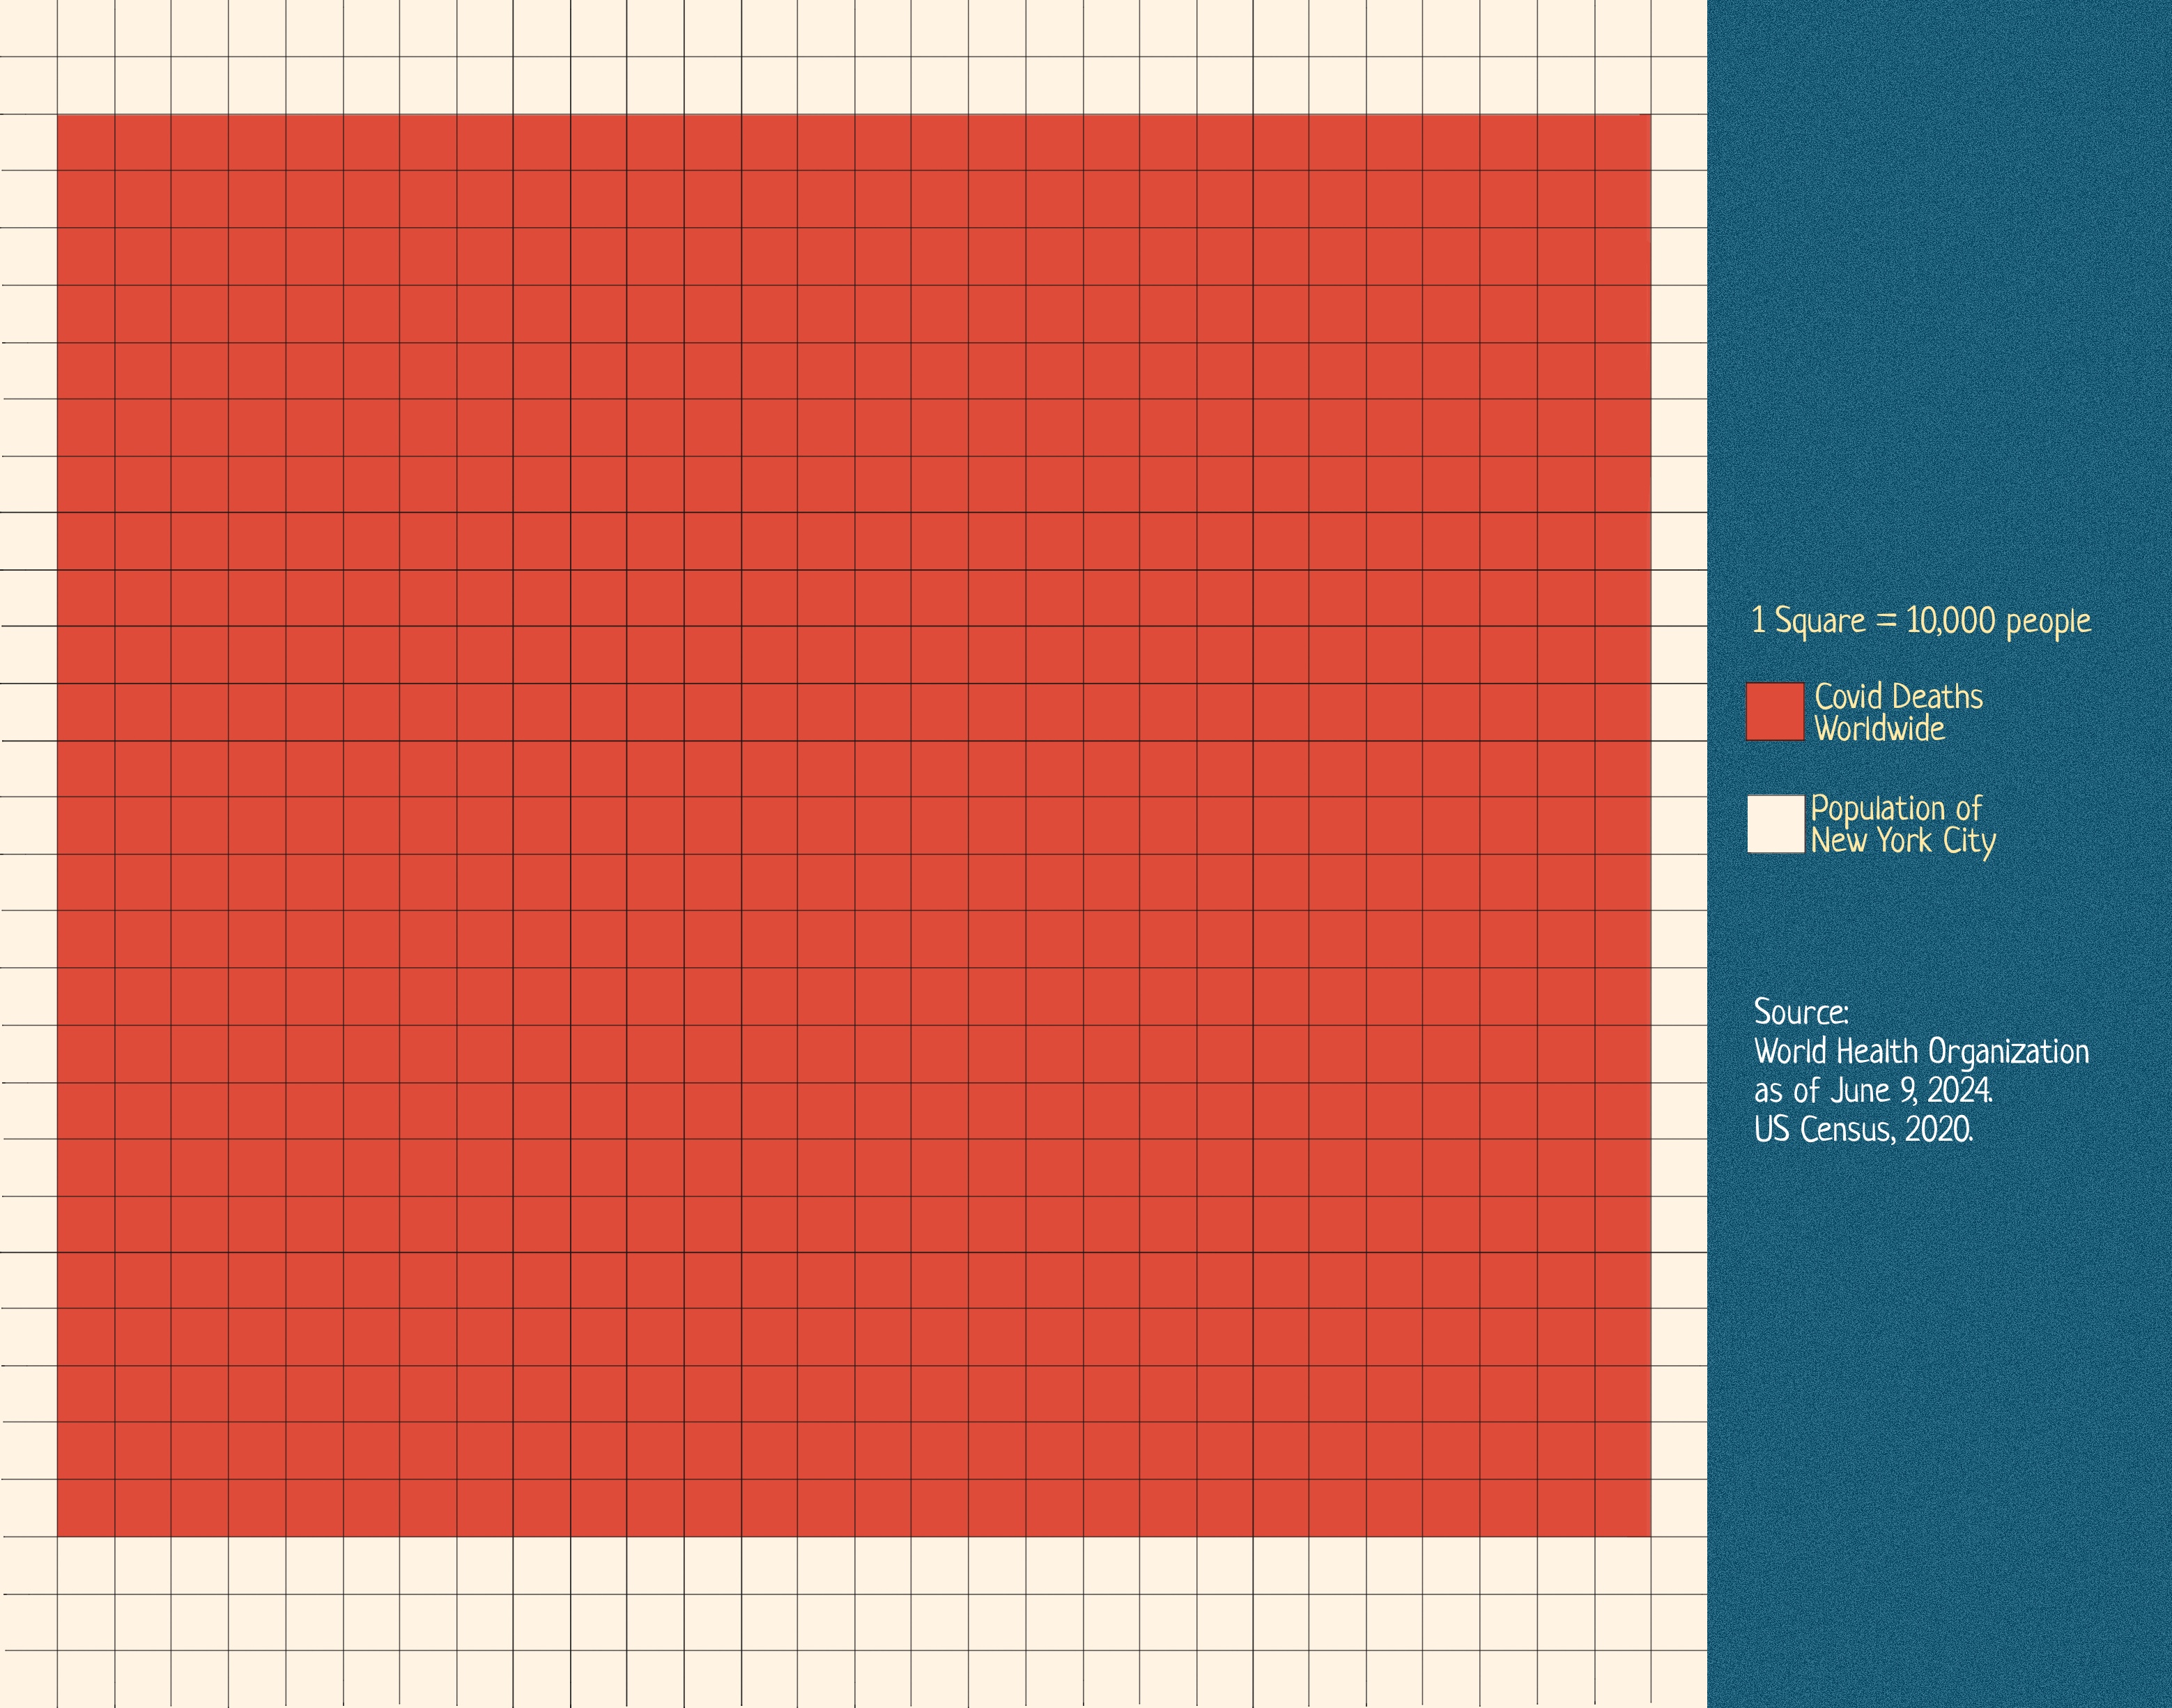 1 Square = 10,000 people
Covid Deaths
Worldwide
Population of
New York City
Source:
World Health Organization
as of June 9, 2024.
US Census, 2020.